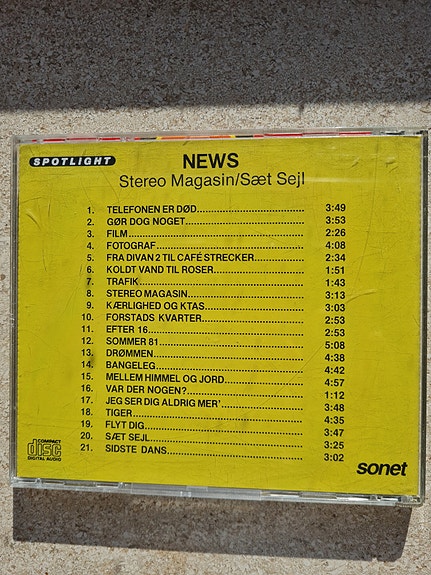 SPOTLIGHT
NEWS
Stereo Magasin/Sæt Sejl
1. TELEFONEN ER DØD 3:49
2. GØR DOG NOGET 3:53
3. FILM 2:26
4. FOTOGRAF 4:08
5. FRA DIVAN 2 TIL CAFÉ STRECKER 2:34
6. KOLDT VAND TIL ROSER 1:51
7. TRAFIK 1:43
8. STEREO MAGASIN 3:13
9. KÆRLIGHED OG KTAS 3:03
10. FORSTADS KVARTER 2:53
11. EFTER 16 2:53
12. SOMMER 81 5:08
13. DRØMMEN 4:38
14. BANGELEG 4:42
15. MELLEM HIMMEL OG JORD 4:57
16. VAR DER NOGEN? 1:12
17. JEG SER DIG ALDRIG MER' 3:48
18. TIGER 4:35
19. FLYT DIG 3:47
20. SÆT SEJL 3:25
21. SIDSTE DANS 3:02
COMPACT
disc
DIGITAL AUDIO
sonet